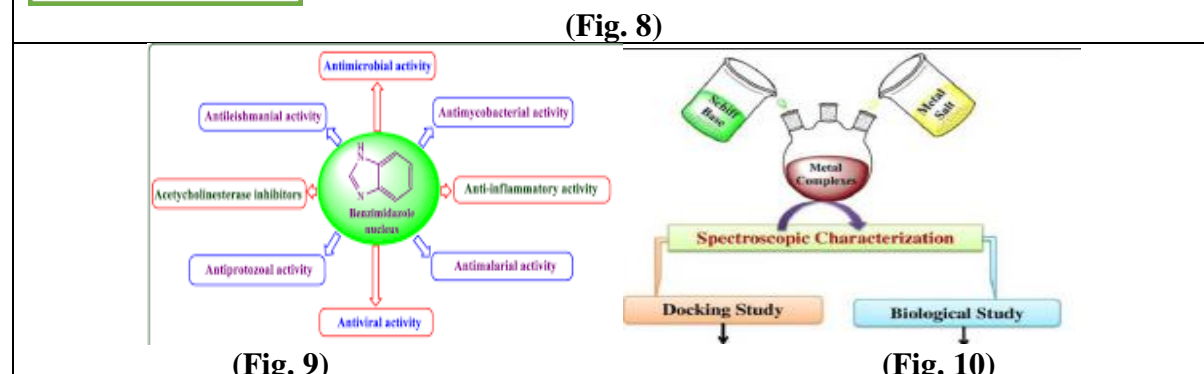 (Fig. 8)
Antimicrobial activity
Antileishmanial activity
Antimycobacterial activity
H
N
N
Acetycholinesterase inhibitors
Anti-inflammatory activity
Benzimidazole
nucleus
Antiprotozoal activity
Antimalarial activity
Antiviral activity
(Fig. 9)
Schiff
Base
Metal
Salt
Metal
Complexes
Spectroscopic Characterization
Docking Study
Biological Study
(Fig. 10)